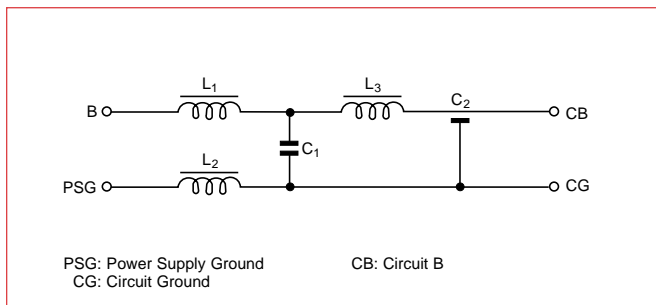 L1
L3
C2
B
CB
C1
L2
PSG
CG
PSG: Power Supply Ground
CB: Circuit B
CG: Circuit Ground